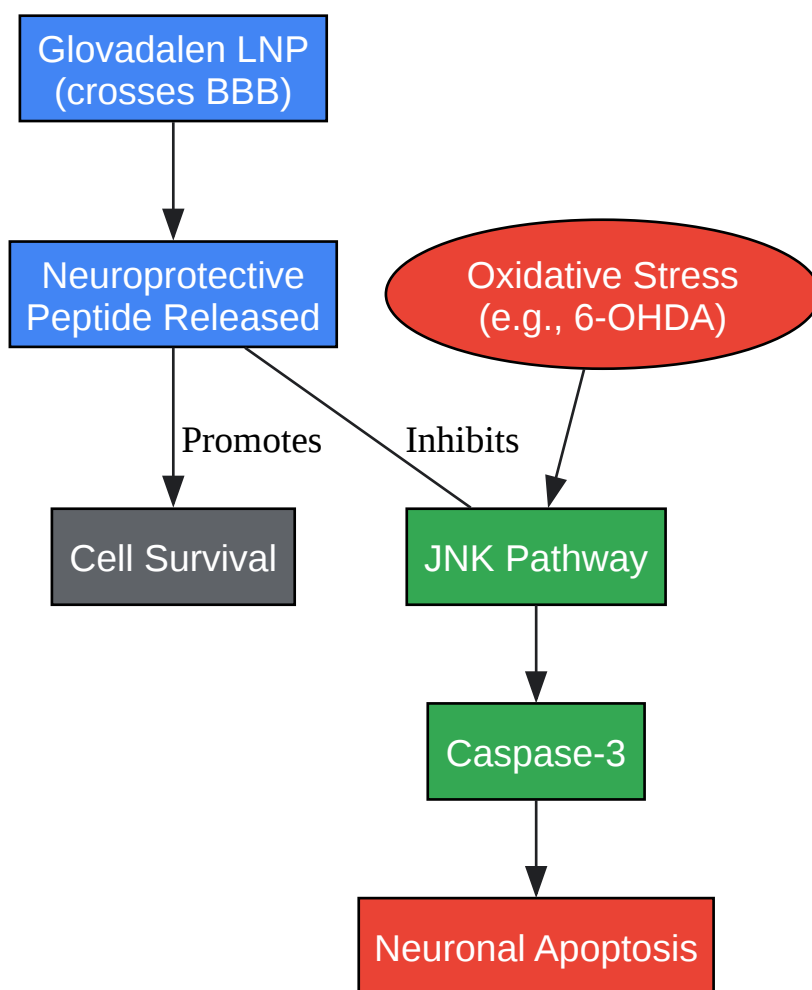 Glovadalen LNP
(crosses BBB)
Neuroprotective
Peptide Released
Oxidative Stress
(e.g., 6-OHDA)
Promotes
Inhibits
Cell Survival
JNK Pathway
Caspase-3
Neuronal Apoptosis